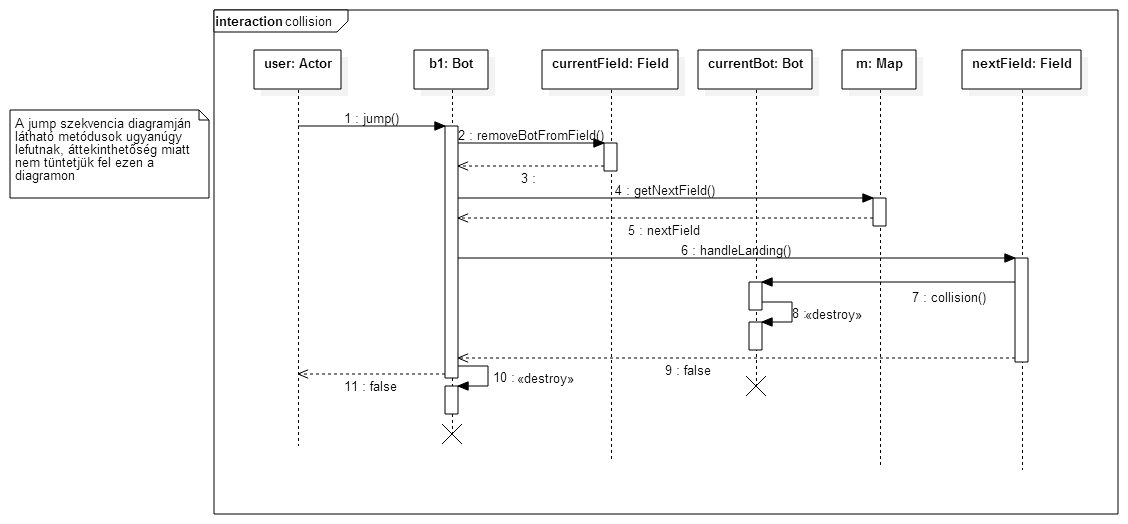 interaction collision
user: Actor
b1: Bot
currentField: Field
currentBot: Bot
m: Map
nextField: Field
A jump szekvencia diagramján
látható metódusok ugyanúgy
lefutnak, áttekinthetőség miatt
nem tüntetjük fel ezen a
diagramon
1 : jump()
2 : removeBotFromField()
3 :
4 : getNextField()
5 : nextField
6 : handleLanding()
7 : collision()
8 : «destroy»
9 : false
10 : «destroy»
11 : false